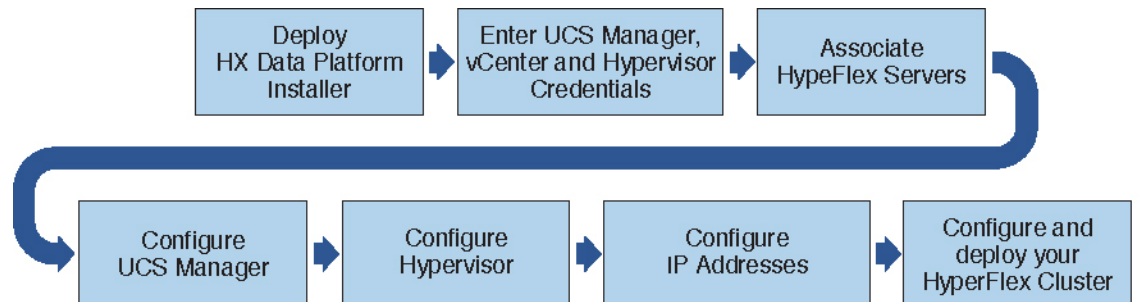 Deploy
HX Data Platform
Installer
Enter UCS Manager,
vCenter and Hypervisor
Credentials
Associate
HypeFlex Servers
Configure
UCS Manager
Configure
Hypervisor
Configure
IP Addresses
Configure and
deploy your
HyperFlex Cluster